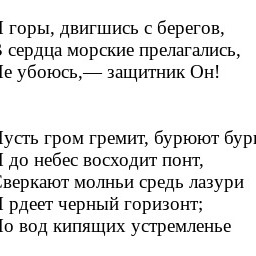 горы, двигшись с берегов,
сердца морские прелагались,
Не убоюсь,— защитник Он!
Пусть гром гремит, бурюют бури
до небес восходит понт,
Сверкают молньи средь лазури
рдеет черный горизонт;
вод кипящих устремленье